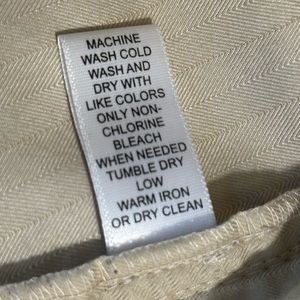 MACHINE
WASH COLD
WASH AND
DRY WITH
LIKE COLORS
ONLY NON-
CHLORINE
BLEACH
WHEN NEEDED
TUMBLE DRY
LOW
WARM IRON
OR DRY CLEAN